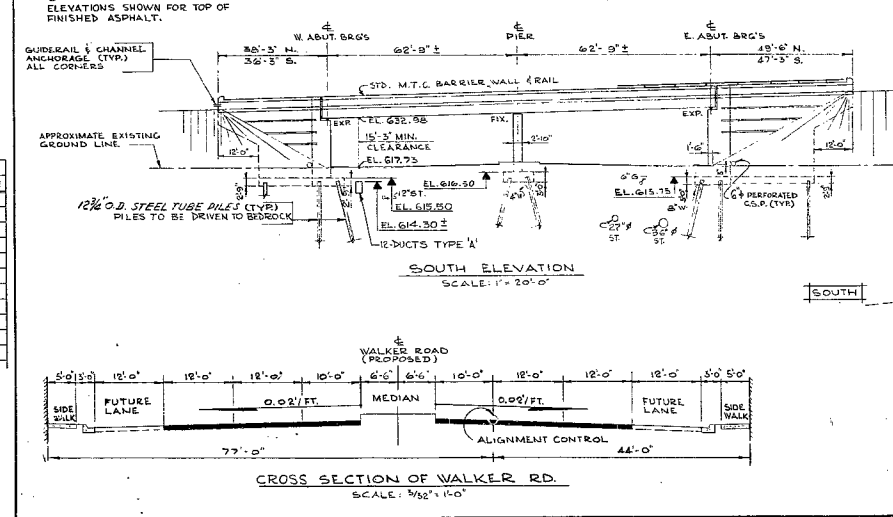 ELEVATIONS SHOWN FOR TOP OF
FINISHED ASPHALT.
GUIDERAIL & CHANNEL
ANCHORAGE (TYP.)
ALL CORNERS
38'-3" N.
36'-3" S.
℄
W. ABUT. BRG'S
62'-9" ±
℄
PIER
62'-9" ±
℄
E. ABUT. BRG'S
49'-6" N.
47'-3" S.
STD. M.T.C. BARRIER WALL & RAIL
EXP.
EL. 632.98
FIX.
EXP.
15'-3" MIN.
CLEARANCE
2'-10"
APPROXIMATE EXISTING
GROUND LINE
12'-0"
EL. 617.73
1'-6"
12'-0"
EL. 616.50
6" G
EL. 613.75
12" ST.
EL. 615.50
8" W.
6" ϕ PERFORATED
C.S.P. (TYP.)
12 3/4" O.D. STEEL TUBE PILES (TYP.)
PILES TO BE DRIVEN TO BEDROCK
EL. 614.30 ±
27" ϕ
ST.
36" ϕ
ST.
12-DUCTS TYPE 'A'
SOUTH ELEVATION
SCALE: 1" = 20'-0"
SOUTH
℄
WALKER ROAD
(PROPOSED)
5'-0" 3'-0" 12'-0" 12'-0" 12'-0" 10'-0" 6'-6" 6'-6" 10'-0" 12'-0" 12'-0" 12'-0" 3'-0" 5'-0"
SIDE
WALK
FUTURE
LANE
0.02'/FT.
MEDIAN
0.02'/FT.
FUTURE
LANE
SIDE
WALK
ALIGNMENT CONTROL
77'-0"
44'-0"
CROSS SECTION OF WALKER RD.
SCALE: 3/32" = 1'-0"